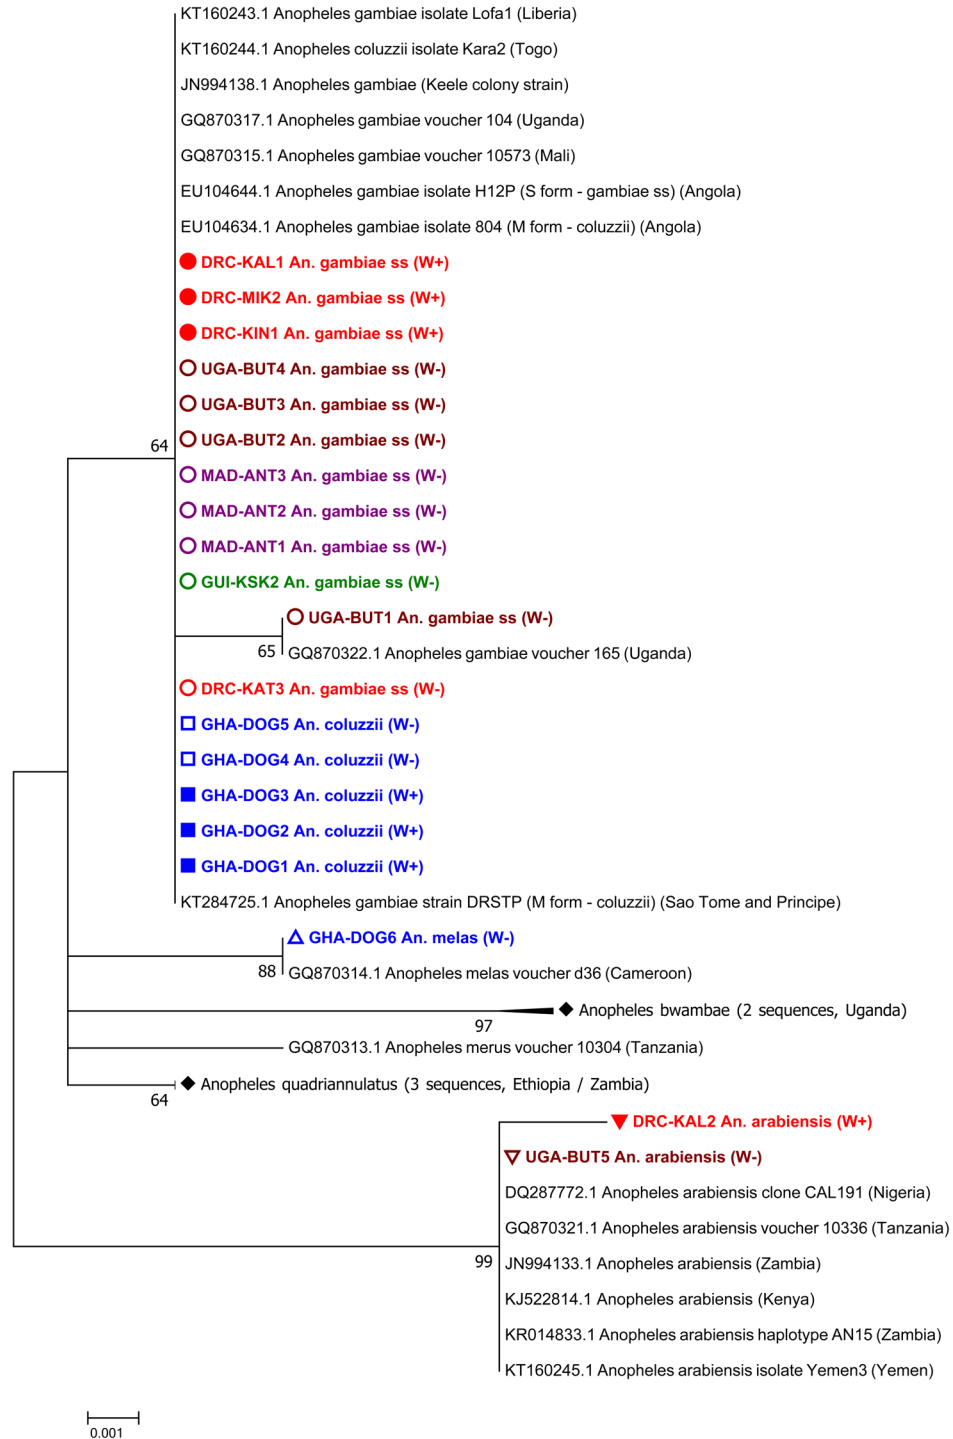 KT160243.1 Anopheles gambiae isolate Lofa1 (Liberia)
KT160244.1 Anopheles coluzzii isolate Kara2 (Togo)
JN994138.1 Anopheles gambiae (Keele colony strain)
GQ870317.1 Anopheles gambiae voucher 104 (Uganda)
GQ870315.1 Anopheles gambiae voucher 10573 (Mali)
EU104644.1 Anopheles gambiae isolate H12P (S form - gambiae ss) (Angola)
EU104634.1 Anopheles gambiae isolate 804 (M form - coluzzii) (Angola)
DRC-KAL1 An. gambiae ss (W+)
DRC-MIK2 An. gambiae ss (W+)
DRC-KIN1 An. gambiae ss (W+)
UGA-BUT4 An. gambiae ss (W-)
UGA-BUT3 An. gambiae ss (W-)
UGA-BUT2 An. gambiae ss (W-)
64
MAD-ANT3 An. gambiae ss (W-)
MAD-ANT2 An. gambiae ss (W-)
MAD-ANT1 An. gambiae ss (W-)
GUI-KSK2 An. gambiae ss (W-)
UGA-BUT1 An. gambiae ss (W-)
65
GQ870322.1 Anopheles gambiae voucher 165 (Uganda)
DRC-KAT3 An. gambiae ss (W-)
GHA-DOG5 An. coluzzii (W-)
GHA-DOG4 An. coluzzii (W-)
GHA-DOG3 An. coluzzii (W+)
GHA-DOG2 An. coluzzii (W+)
GHA-DOG1 An. coluzzii (W+)
KT284725.1 Anopheles gambiae strain DRSTP (M form - coluzzii) (Sao Tome and Principe)
GHA-DOG6 An. melas (W-)
88
GQ870314.1 Anopheles melas voucher d36 (Cameroon)
Anopheles bwambae (2 sequences, Uganda)
97
GQ870313.1 Anopheles merus voucher 10304 (Tanzania)
Anopheles quadriannulatus (3 sequences, Ethiopia / Zambia)
64
DRC-KAL2 An. arabiensis (W+)
UGA-BUT5 An. arabiensis (W-)
DQ287772.1 Anopheles arabiensis clone CAL191 (Nigeria)
GQ870321.1 Anopheles arabiensis voucher 10336 (Tanzania)
99
JN994133.1 Anopheles arabiensis (Zambia)
KJ522814.1 Anopheles arabiensis (Kenya)
KR014833.1 Anopheles arabiensis haplotype AN15 (Zambia)
KT160245.1 Anopheles arabiensis isolate Yemen3 (Yemen)
0.001